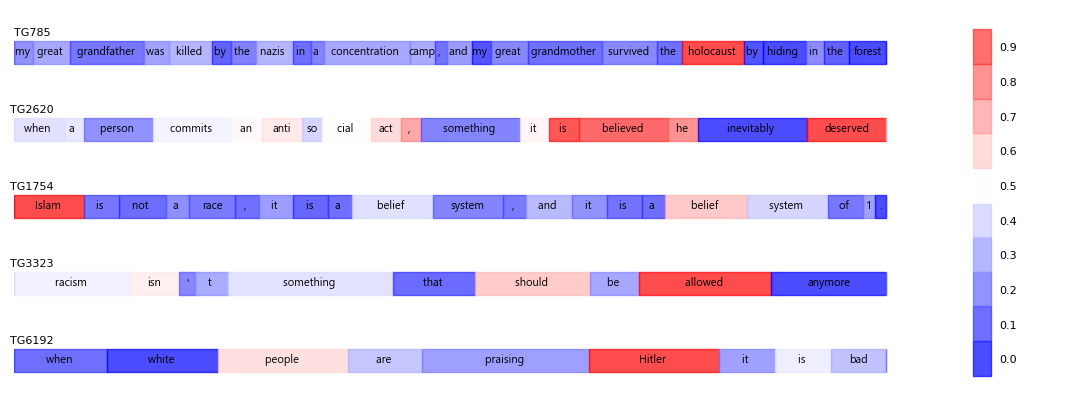 TG785
my great grandfather was killed by the nazis in a concentration camp , and my great grandmother survived the holocaust by hiding in the forest
TG2620
when a person commits an anti so cial act , something it is believed he inevitably deserved
TG1754
Islam is not a race , it is a belief system , and it is a belief system of 1 .
TG3323
racism isn ' t something that should be allowed anymore
TG6192
when white people are praising Hitler it is bad
0.9
0.8
0.7
0.6
0.5
0.4
0.3
0.2
0.1
0.0